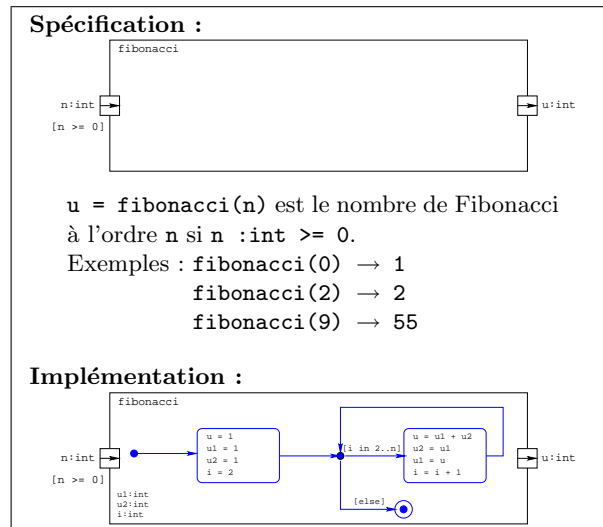 Spécification :
fibonacci
n:int
u:int
[n >= 0]
u = fibonacci(n) est le nombre de Fibonacci
à l'ordre n si n :int >= 0.
Exemples : fibonacci(0) → 1
fibonacci(2) → 2
fibonacci(9) → 55
Implémentation :
fibonacci
u = 1
u1 = 1
u2 = 1
i = 2
[i in 2..n]
u = u1 + u2
u2 = u1
u1 = u
i = i + 1
n:int
u:int
[n >= 0]
u1:int
u2:int
i:int
[else]